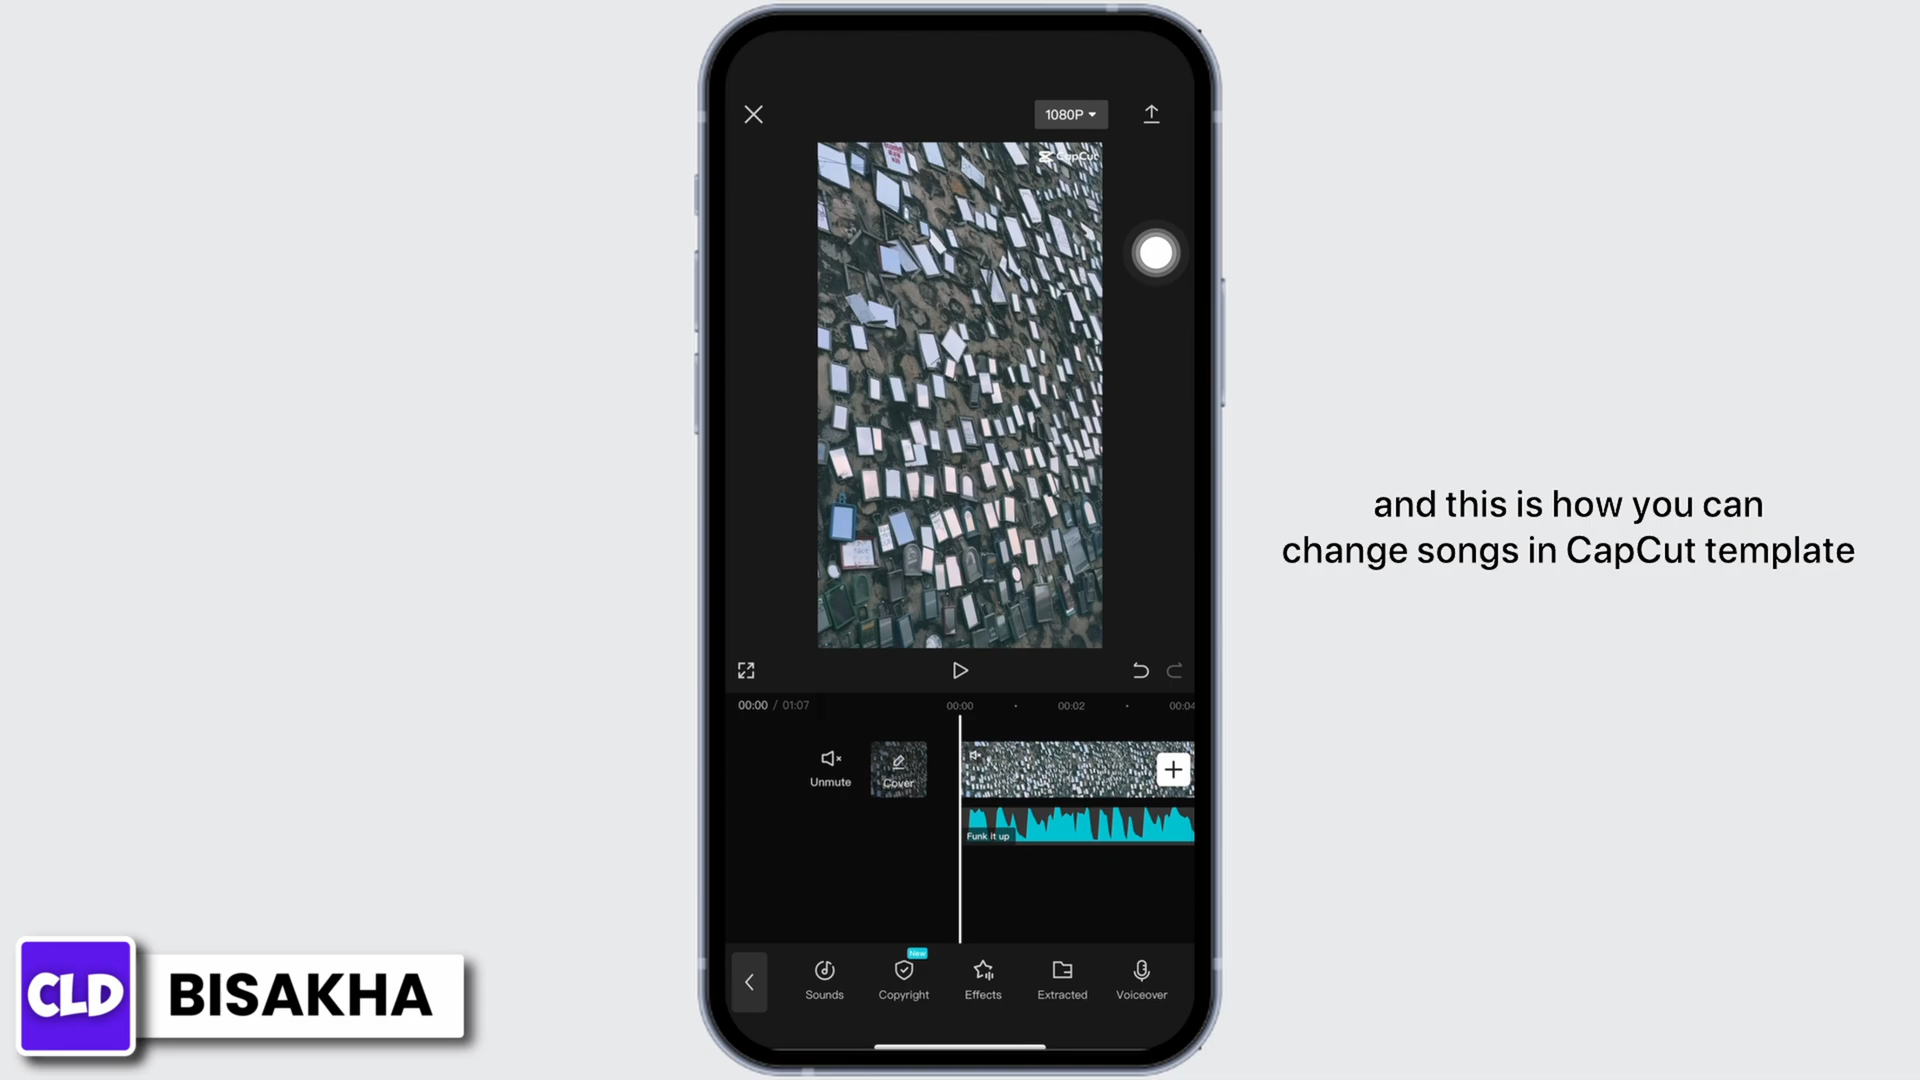 1080P
CapCut
and this is how you can
change songs in CapCut template
00:00 / 01:07
00:00
00:02
00:04
Unmute
Cover
Funk it up
New
Sounds
Copyright
Effects
Extracted
Voiceover
CLD
BISAKHA